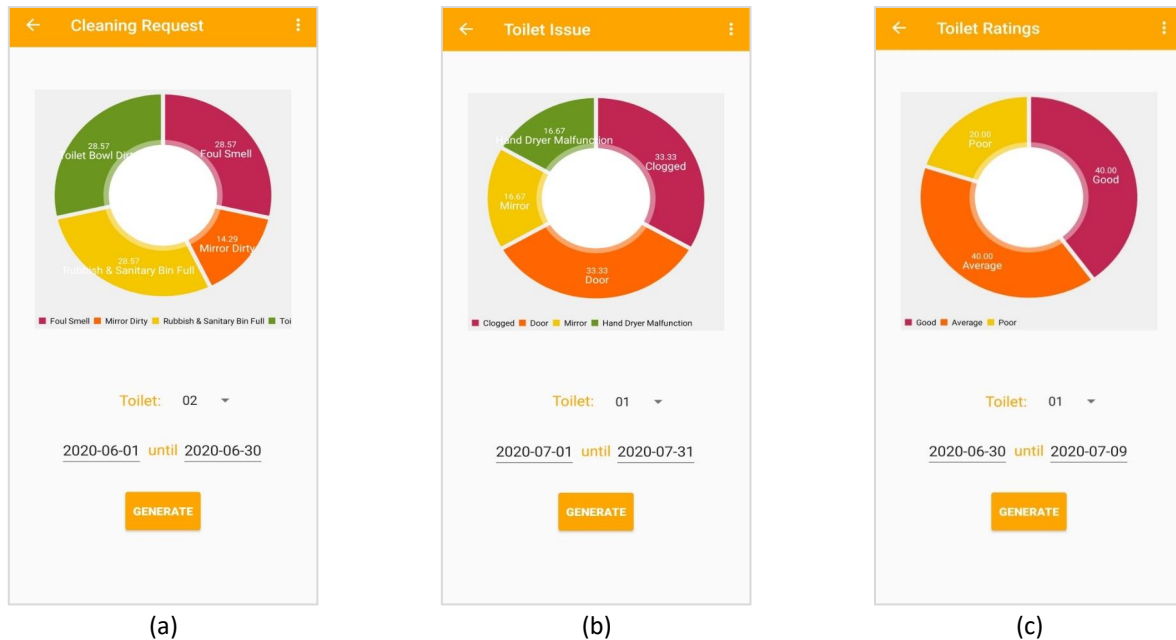 Cleaning Request
28.57
Foul Smell
28.57
Toilet Bowl Dirt
14.29
Mirror Dirty
28.57
Rubbish & Sanitary Bin Full
Foul Smell Mirror Dirty Rubbish & Sanitary Bin Full Toi
Toilet: 02
2020-06-01 until 2020-06-30
GENERATE
(a)
Toilet Issue
16.67
Hand Dryer Malfunction
33.33
Clogged
16.67
Mirror
33.33
Door
Clogged Door Mirror Hand Dryer Malfunction
Toilet: 01
2020-07-01 until 2020-07-31
GENERATE
(b)
Toilet Ratings
20.00
Poor
40.00
Good
40.00
Average
Good Average Poor
Toilet: 01
2020-06-30 until 2020-07-09
GENERATE
(c)